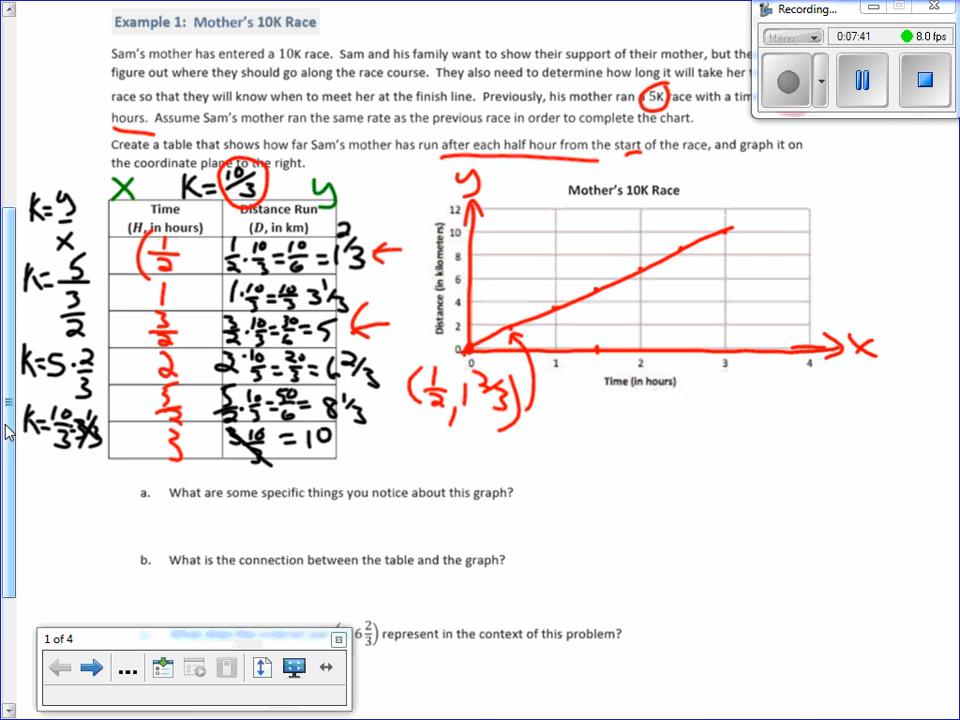 Recording...
Menu
0:07:41
8.0 fps
Example 1: Mother's 10K Race
Sam's mother has entered a 10K race. Sam and his family want to show their support of their mother, but the
figure out where they should go along the race course. They also need to determine how long it will take her
race so that they will know when to meet her at the finish line. Previously, his mother ran a 5K race with a tim
hours. Assume Sam's mother ran the same rate as the previous race in order to complete the chart.
Create a table that shows how far Sam's mother has run after each half hour from the start of the race, and graph it on
the coordinate plane to the right.
X K=10/3 y
Time Distance Run
(H, in hours) (D, in km)
1/2 1/2·10/3=10/6=1 2/3
1 1·10/3=10/3 3 1/3
3/2 3/2·10/3=30/6=5
2 2·10/3=20/3=6 2/3
5/2 5/2·10/3=50/6=8 1/3
3 3·10/3=10
K=y/x
K=5/(3/2)
K=5·2/3
K=10/3=3 1/3
y
Mother's 10K Race
Distance (in kilometers)
12
10
8
6
4
2
0
0 1 2 3 4
X
Time (in hours)
(1/2, 1 2/3)
a. What are some specific things you notice about this graph?
b. What is the connection between the table and the graph?
6 2/3) represent in the context of this problem?
1 of 4